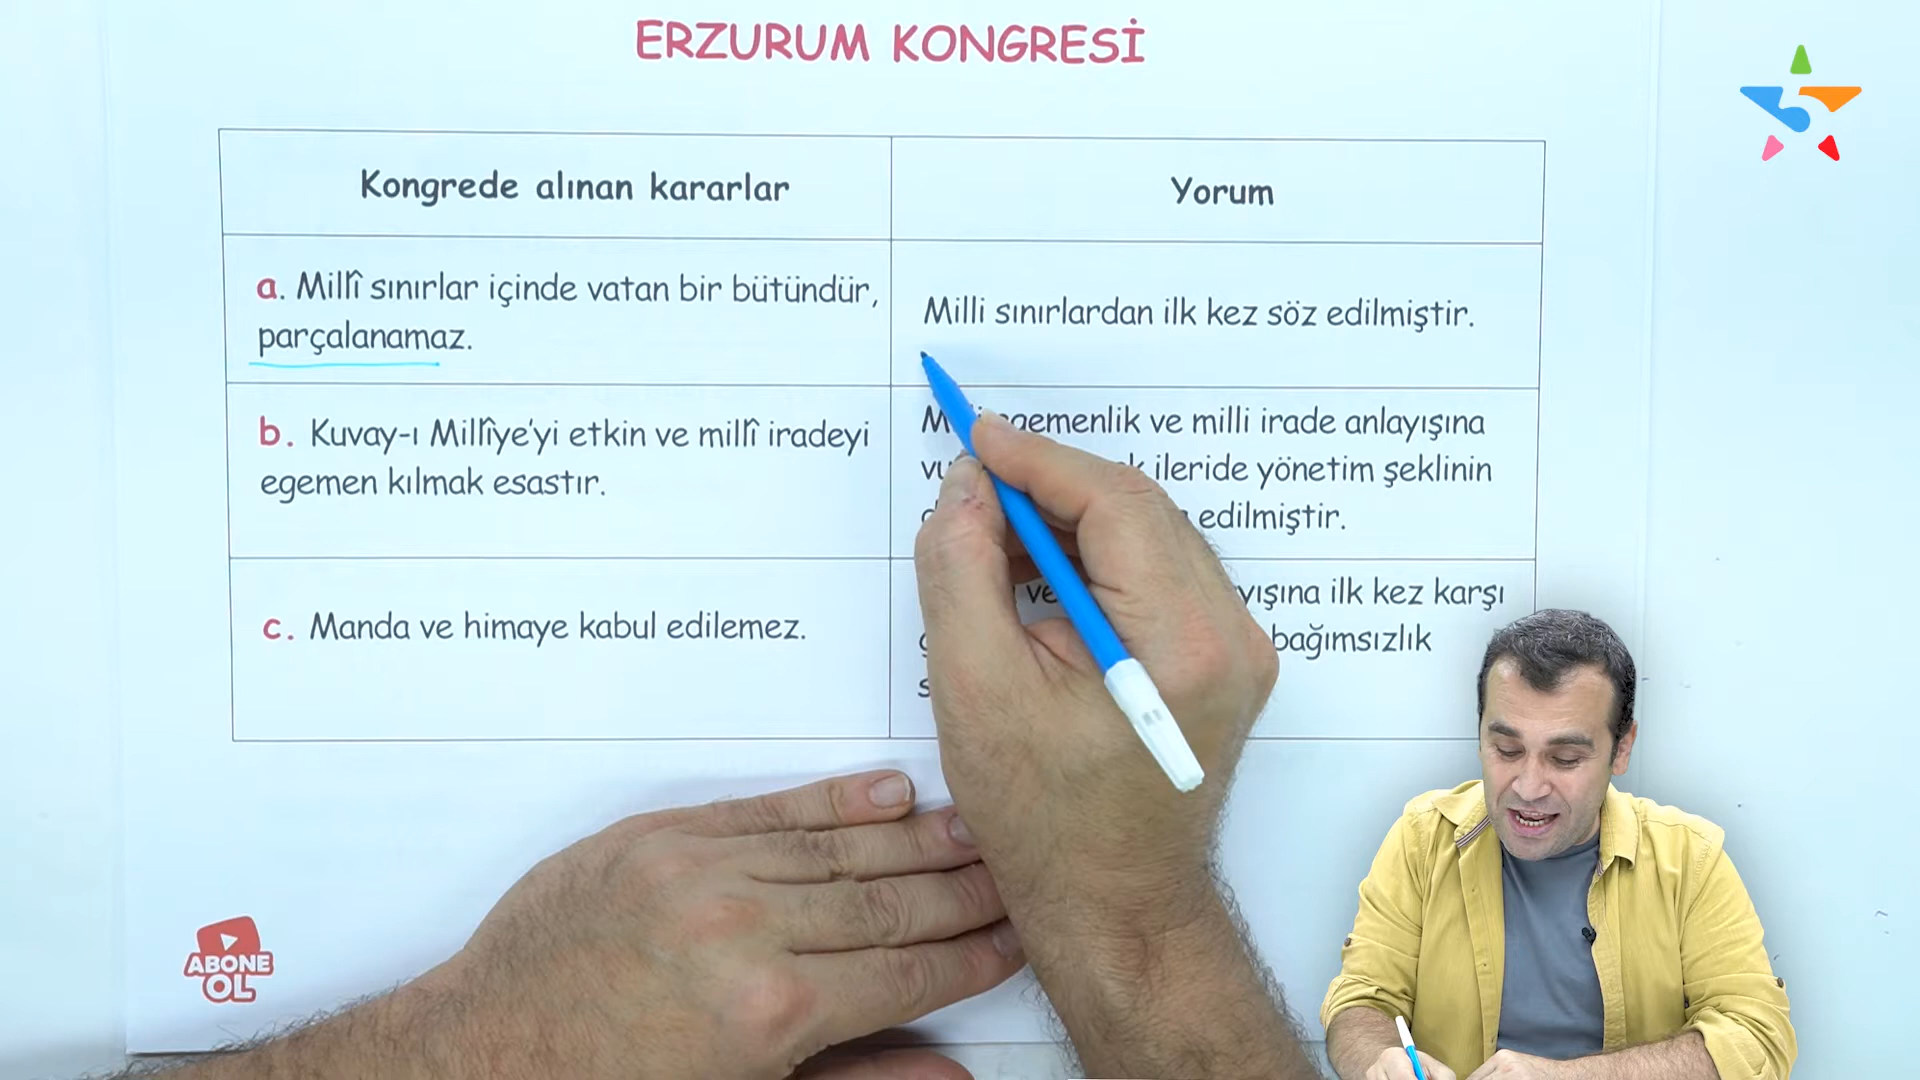 ERZURUM KONGRESİ
Kongrede alınan kararlar
Yorum
a. Millî sınırlar içinde vatan bir bütündür,
parçalanamaz.
Milli sınırlardan ilk kez söz edilmiştir.
b. Kuvay-ı Millîye'yi etkin ve millî iradeyi
egemen kılmak esastır.
egemenlik ve milli irade anlayışına
ileride yönetim şeklinin
edilmiştir.
c. Manda ve himaye kabul edilemez.
ilk kez karşı
bağımsızlık
ABONE
OL
5